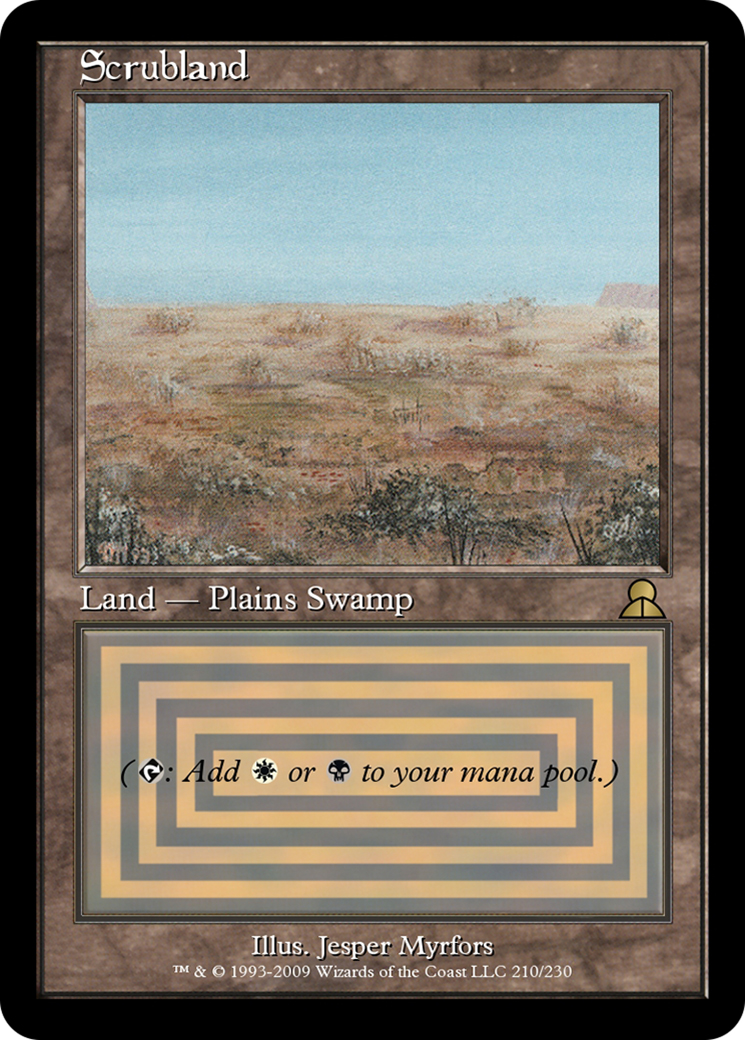 Scrubland
Land — Plains Swamp
(: Add or to your mana pool.)
Illus. Jesper Myrfors
™ & © 1993-2009 Wizards of the Coast LLC 210/230